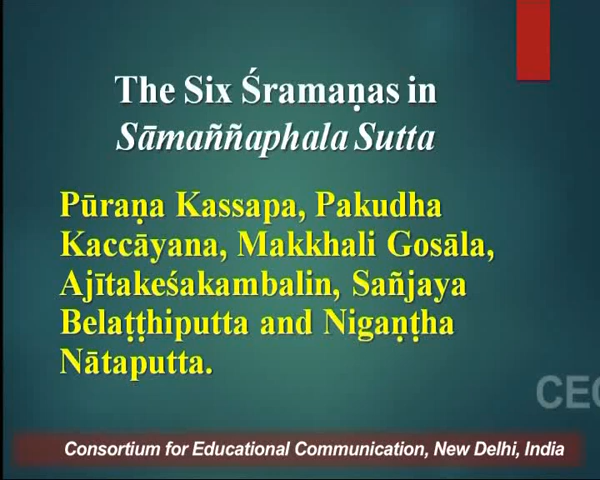 The Six Śramaṇas in
Sāmaññaphala Sutta
Pūraṇa Kassapa, Pakudha
Kaccāyana, Makkhali Gosāla,
Ajītakeśakambalin, Sañjaya
Belaṭṭhiputta and Nigaṇṭha
Nātaputta.
CEC
Consortium for Educational Communication, New Delhi, India